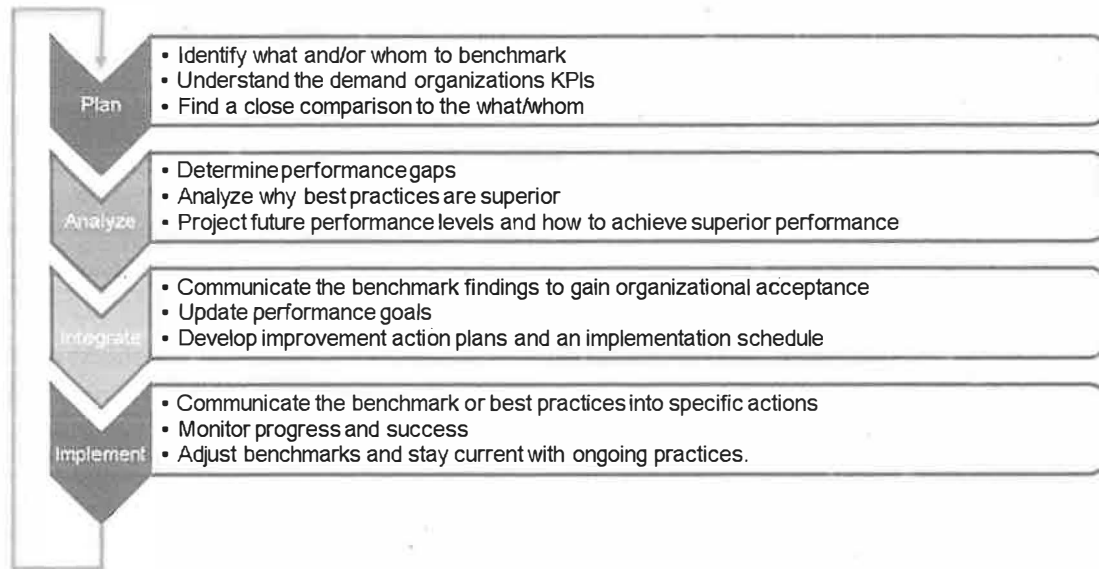 Plan
• Identify what and/or whom to benchmark
• Understand the demand organizations KPIs
• Find a close comparison to the what/whom
Analyze
• Determine performance gaps
• Analyze why best practices are superior
• Project future performance levels and how to achieve superior performance
Integrate
• Communicate the benchmark findings to gain organizational acceptance
• Update performance goals
• Develop improvement action plans and an implementation schedule
Implement
• Communicate the benchmark or best practices into specific actions
• Monitor progress and success
• Adjust benchmarks and stay current with ongoing practices.